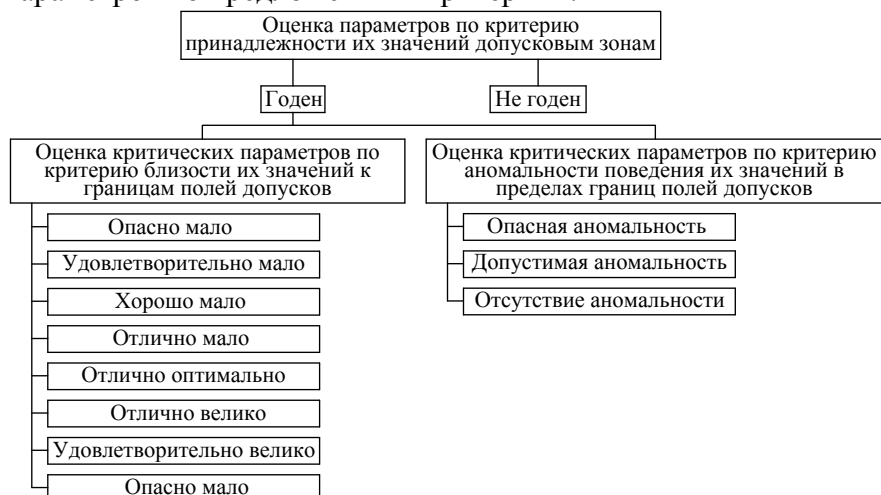 Оценка параметров по критерию
принадлежности их значений допусковым зонам
Годен
Не годен
Оценка критических параметров по
критерию близости их значений к
границам полей допусков
Оценка критических параметров по критерию
аномальности поведения их значений в
пределах границ полей допусков
Опасно мало
Удовлетворительно мало
Хорошо мало
Отлично мало
Отлично оптимально
Отлично велико
Удовлетворительно велико
Опасно мало
Опасная аномальность
Допустимая аномальность
Отсутствие аномальности